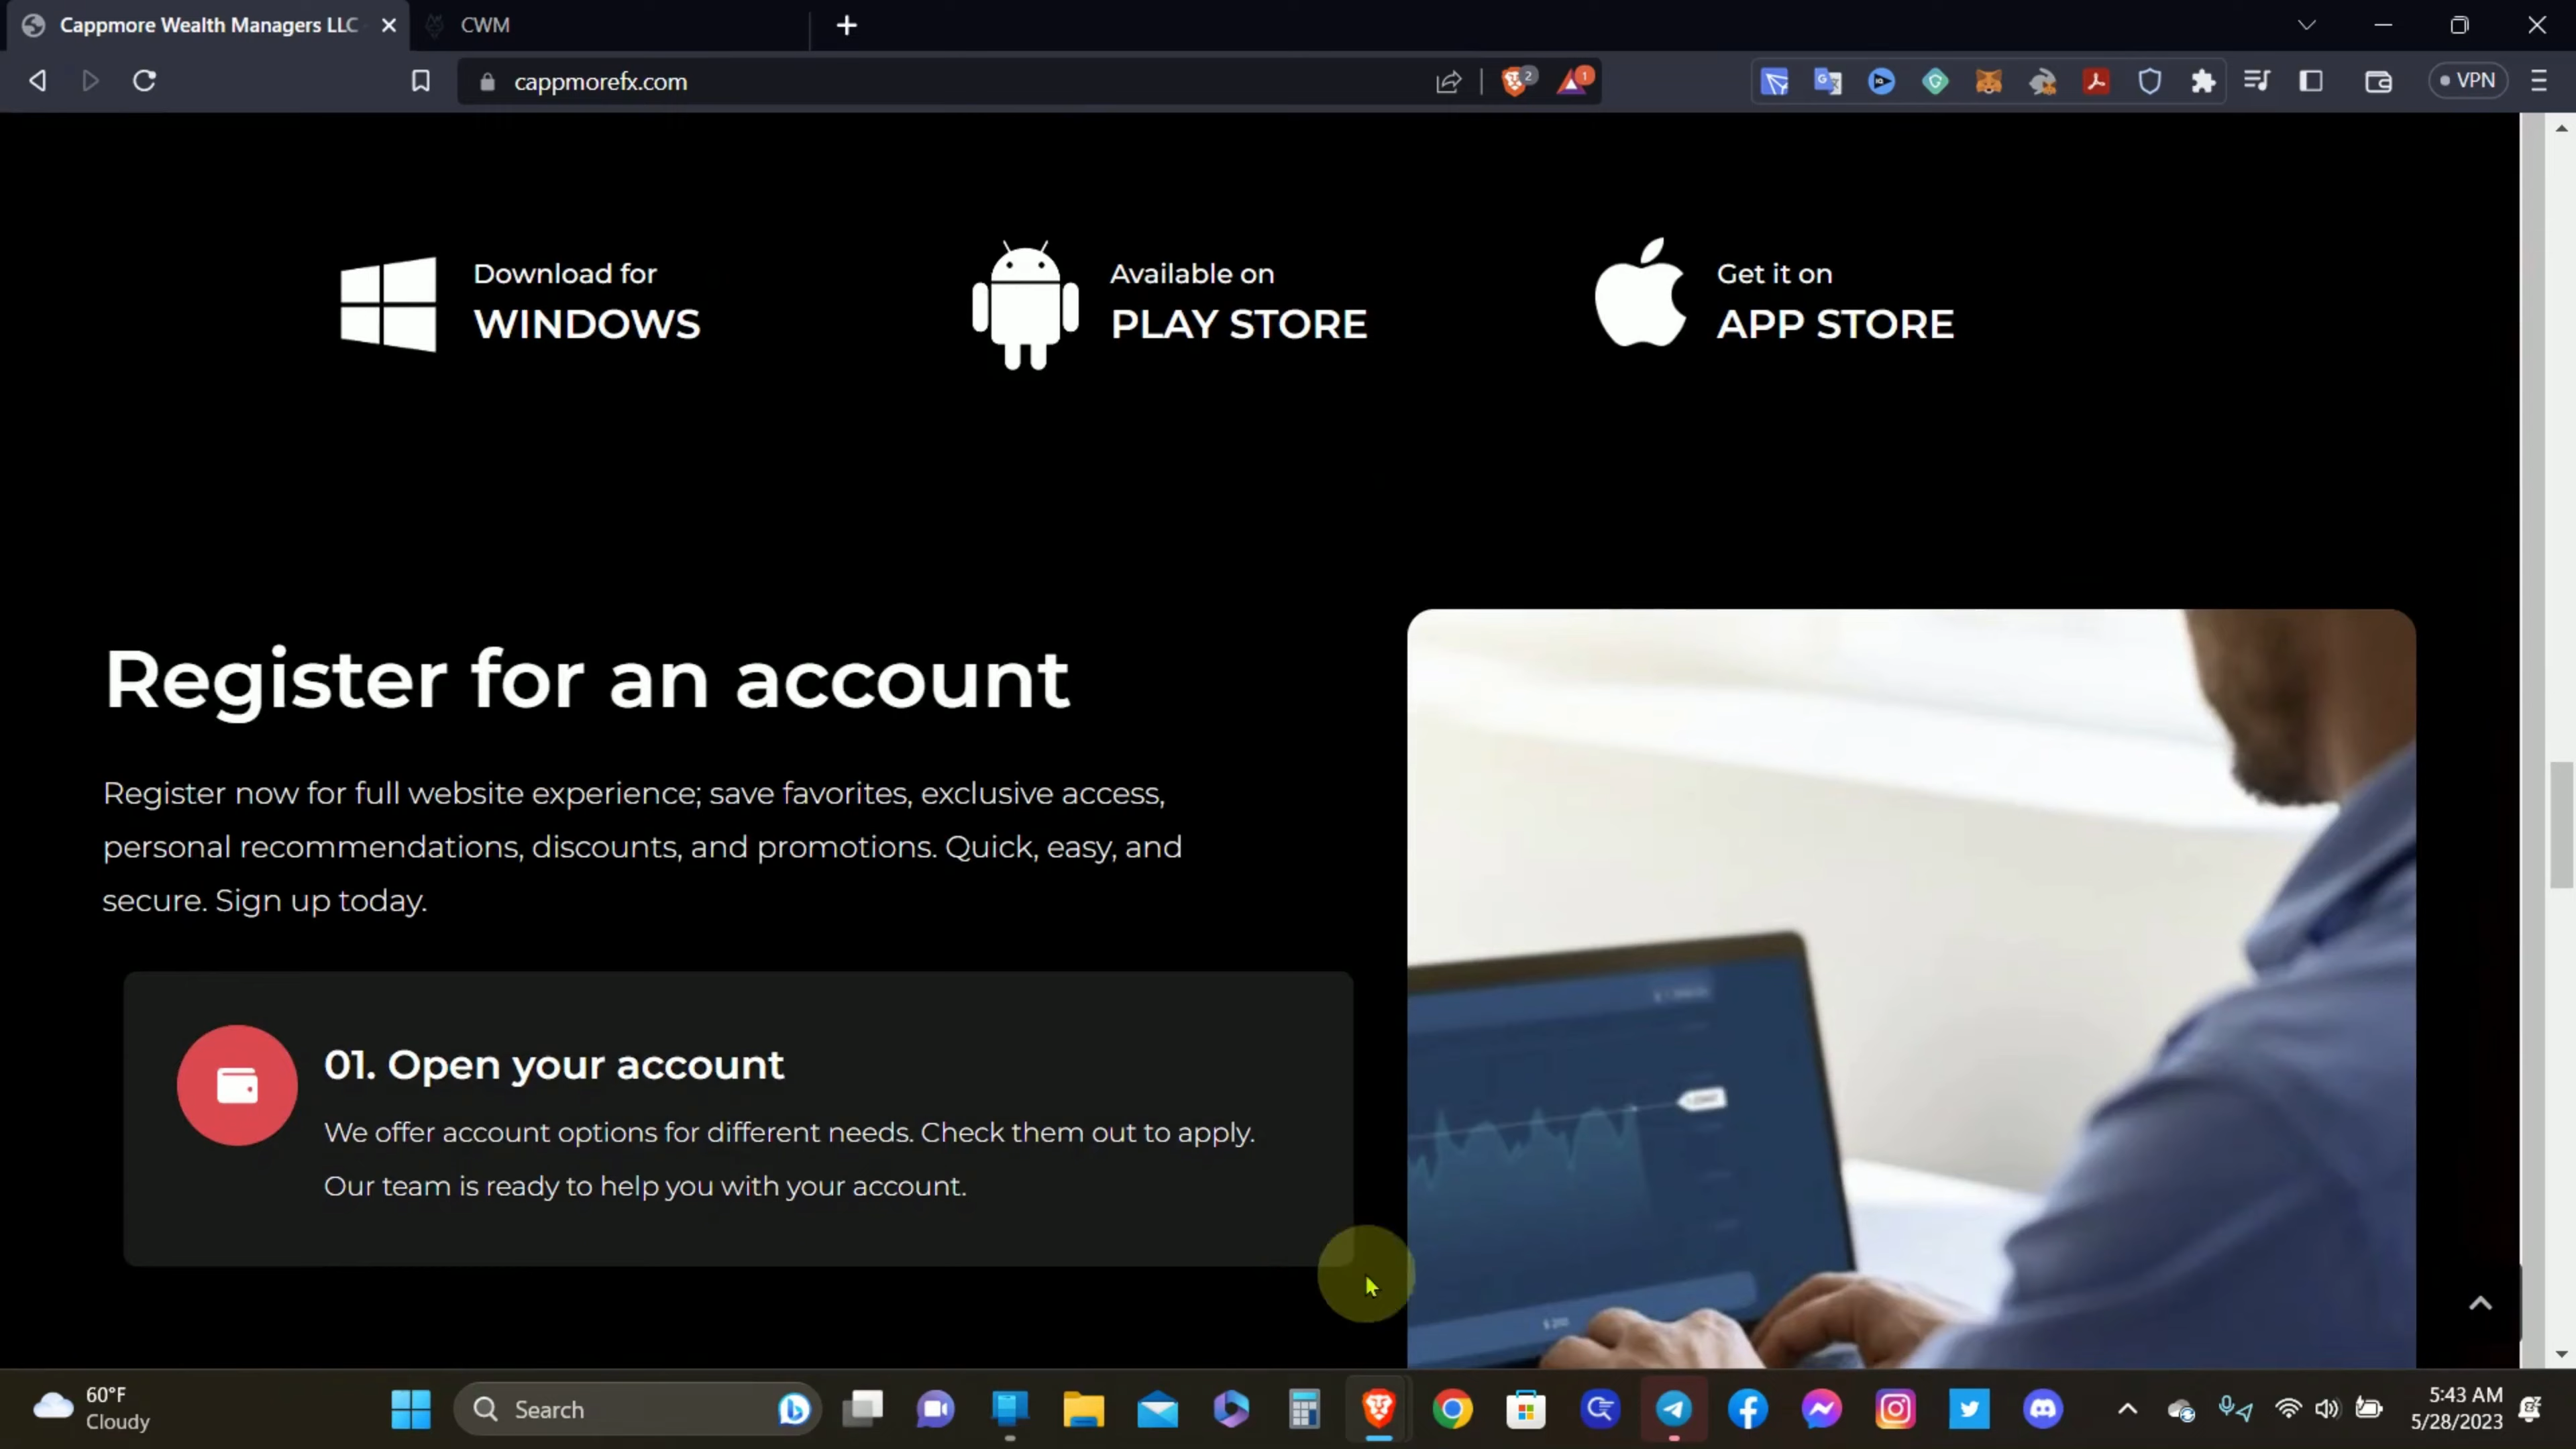 Cappmore Wealth Managers LLC
CWM
cappmorefx.com
2
1
VPN
Download for
WINDOWS
Available on
PLAY STORE
Get it on
APP STORE
Register for an account
Register now for full website experience; save favorites, exclusive access,
personal recommendations, discounts, and promotions. Quick, easy, and
secure. Sign up today.
01. Open your account
We offer account options for different needs. Check them out to apply.
Our team is ready to help you with your account.
60°F
Cloudy
Search
5:43 AM
5/28/2023